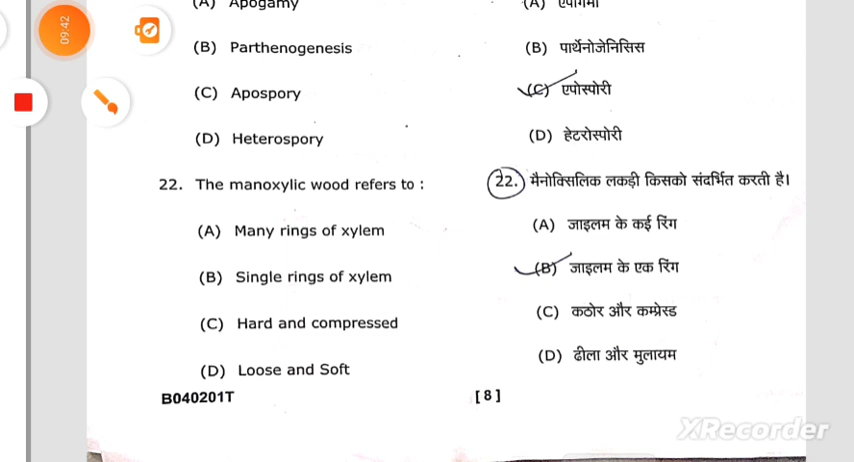 09:42
(A) Apogamy
(B) Parthenogenesis
(C) Apospory
(D) Heterospory
22. The manoxylic wood refers to :
(A) Many rings of xylem
(B) Single rings of xylem
(C) Hard and compressed
(D) Loose and Soft
B040201T
(A) एपोगेमी
(B) पार्थेनोजेनिसिस
(C) एपोस्पोरी
(D) हेटरोस्पोरी
22. मैनोक्सिलिक लकड़ी किसको संदर्भित करती है।
(A) जाइलम के कई रिंग
(B) जाइलम के एक रिंग
(C) कठोर और कम्प्रेस्ड
(D) ढीला और मुलायम
[8]
XRecorder